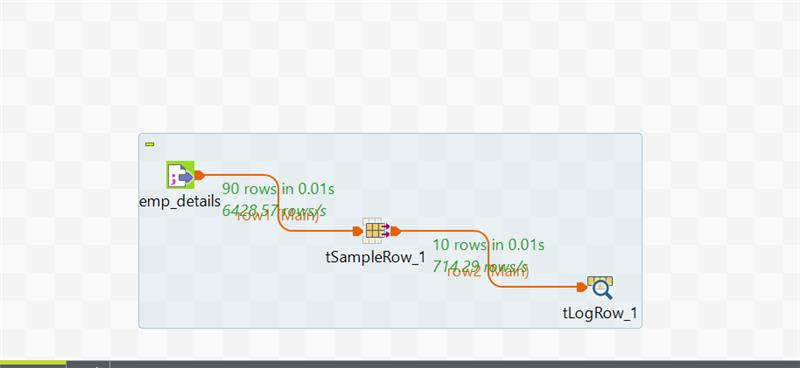 emp_details
90 rows in 0.01s
6428.57 rows/s
row1 (Main)
tSampleRow_1
10 rows in 0.01s
714.29 rows/s
row2 (Main)
tLogRow_1